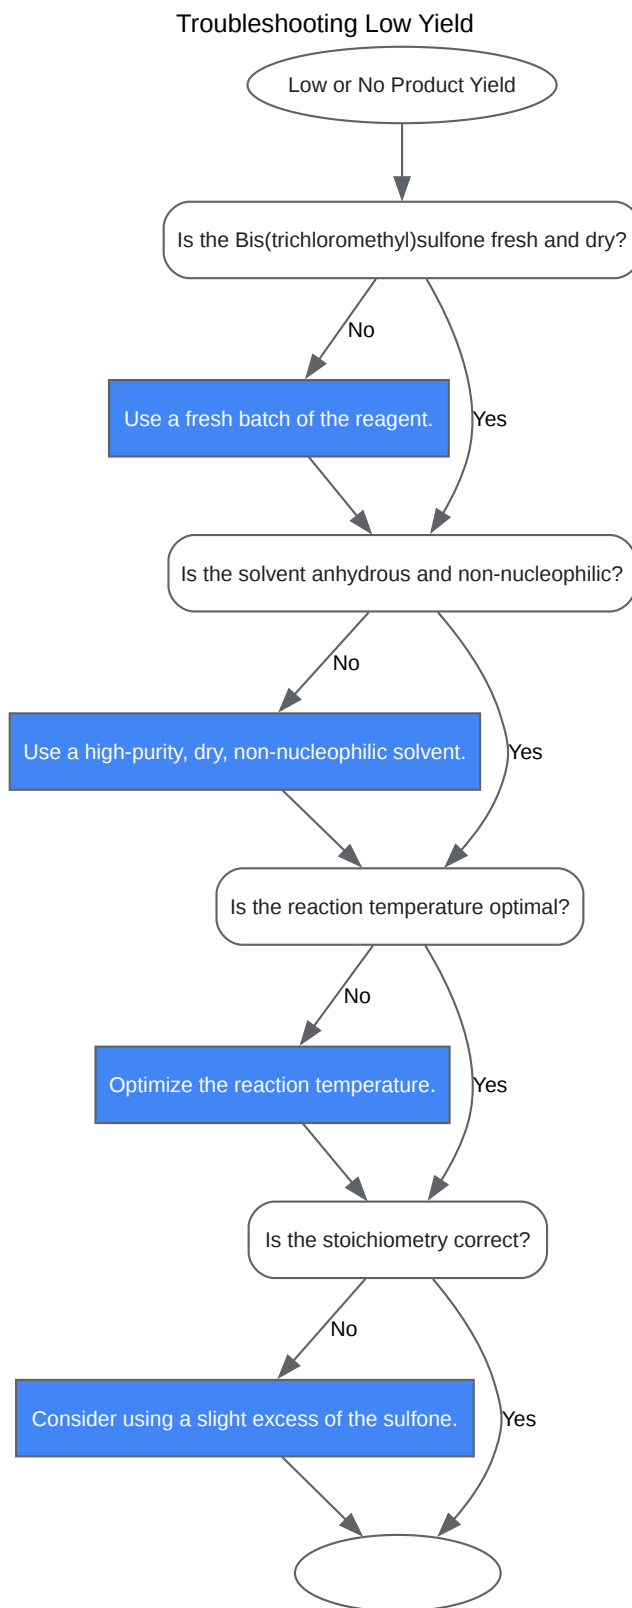 Troubleshooting Low Yield
Low or No Product Yield
Is the Bis(trichloromethyl)sulfone fresh and dry?
No
Use a fresh batch of the reagent.
Yes
Is the solvent anhydrous and non-nucleophilic?
No
Use a high-purity, dry, non-nucleophilic solvent.
Yes
Is the reaction temperature optimal?
No
Optimize the reaction temperature.
Yes
Is the stoichiometry correct?
No
Consider using a slight excess of the sulfone.
Yes